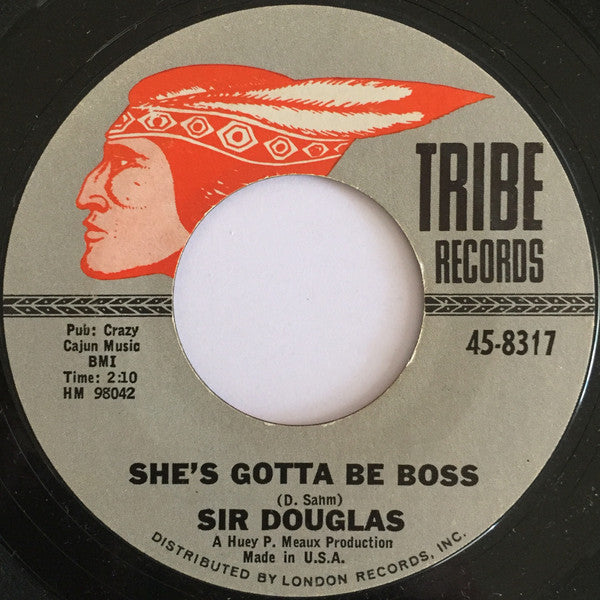 TRIBE
RECORDS
Pub: Crazy
Cajun Music
BMI
Time: 2:10
HM 98042
45-8317
SHE'S GOTTA BE BOSS
(D. Sahm)
SIR DOUGLAS
A Huey P. Meaux Production
Made in U.S.A.
DISTRIBUTED BY LONDON RECORDS, INC.